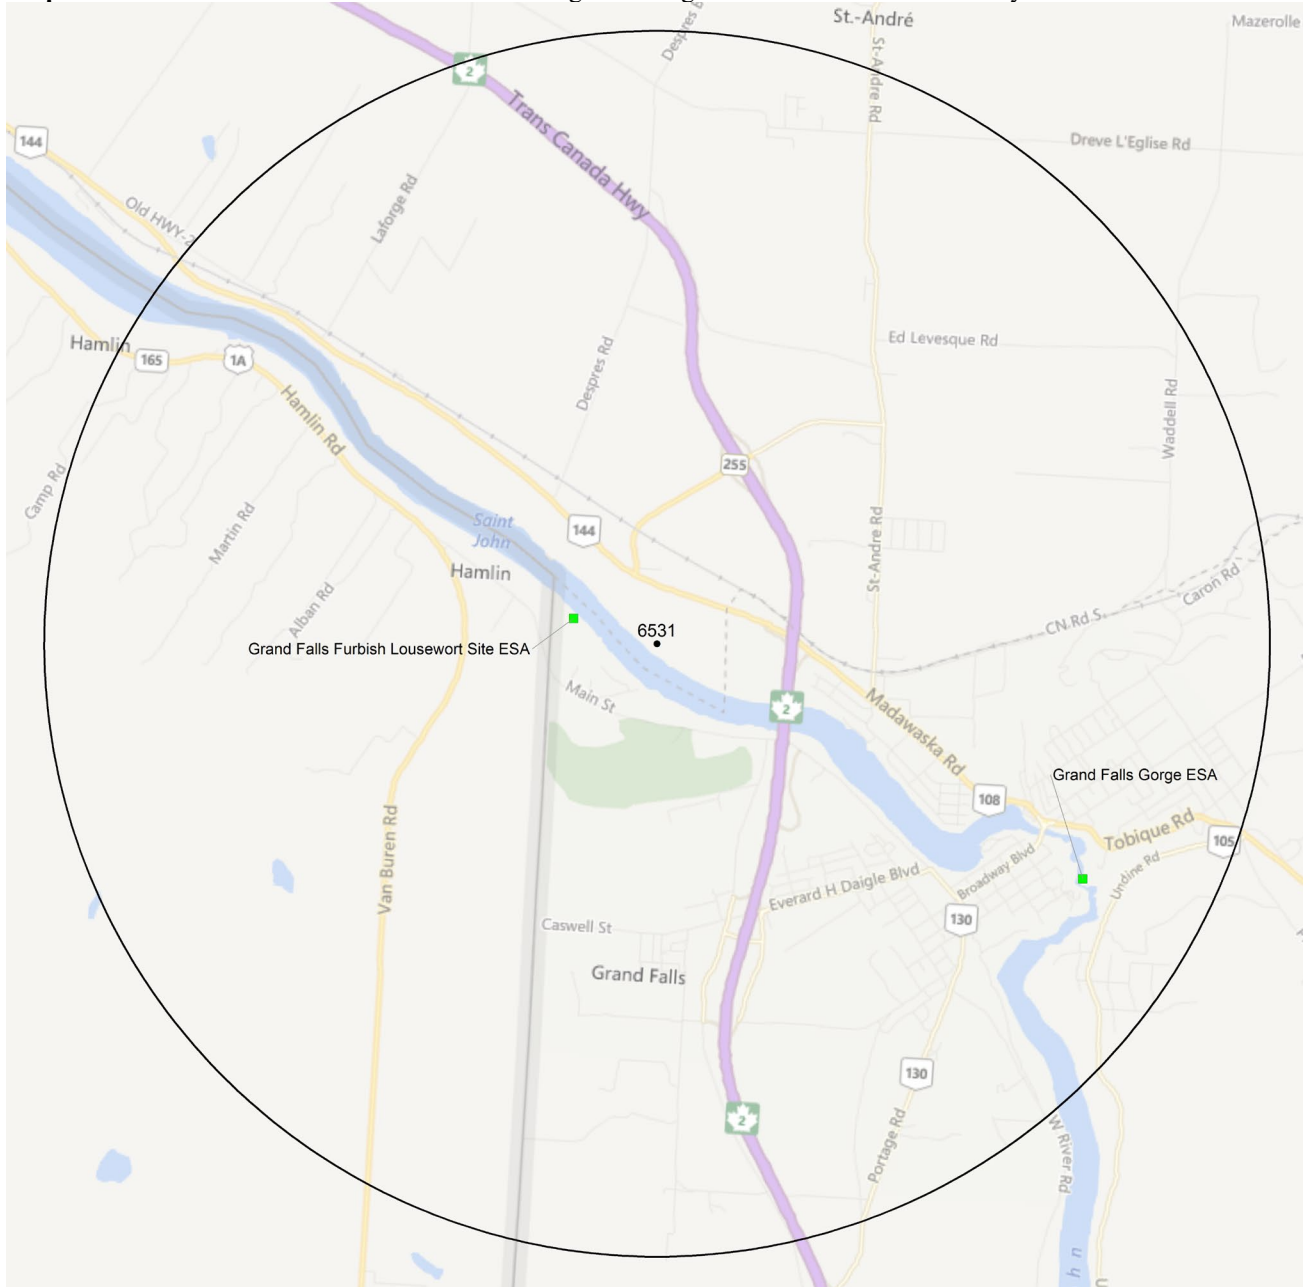 St.-André
Mazerolle
Despres
2
Trans Canada Hwy
St-Andre Rd
144
Dreve L'Eglise Rd
Laforge Rd
Old HWY-2
Hamlin
165
1A
Ed Levesque Rd
Despres Rd
Hamlin Rd
Waddell Rd
255
Camp Rd
Martin Rd
Saint
John
144
St-Andre Rd
Hamlin
Alban Rd
Caron Rd
CN Rd S
6531
Grand Falls Furbish Lousewort Site ESA
Main St
2
Madawaska Rd
Grand Falls Gorge ESA
108
Tobique Rd
105
Van Buren Rd
Broadway Blvd
Undine Rd
Everard H Daigle Blvd
130
Caswell St
Grand Falls
130
2
Portage Rd
W River Rd
h n